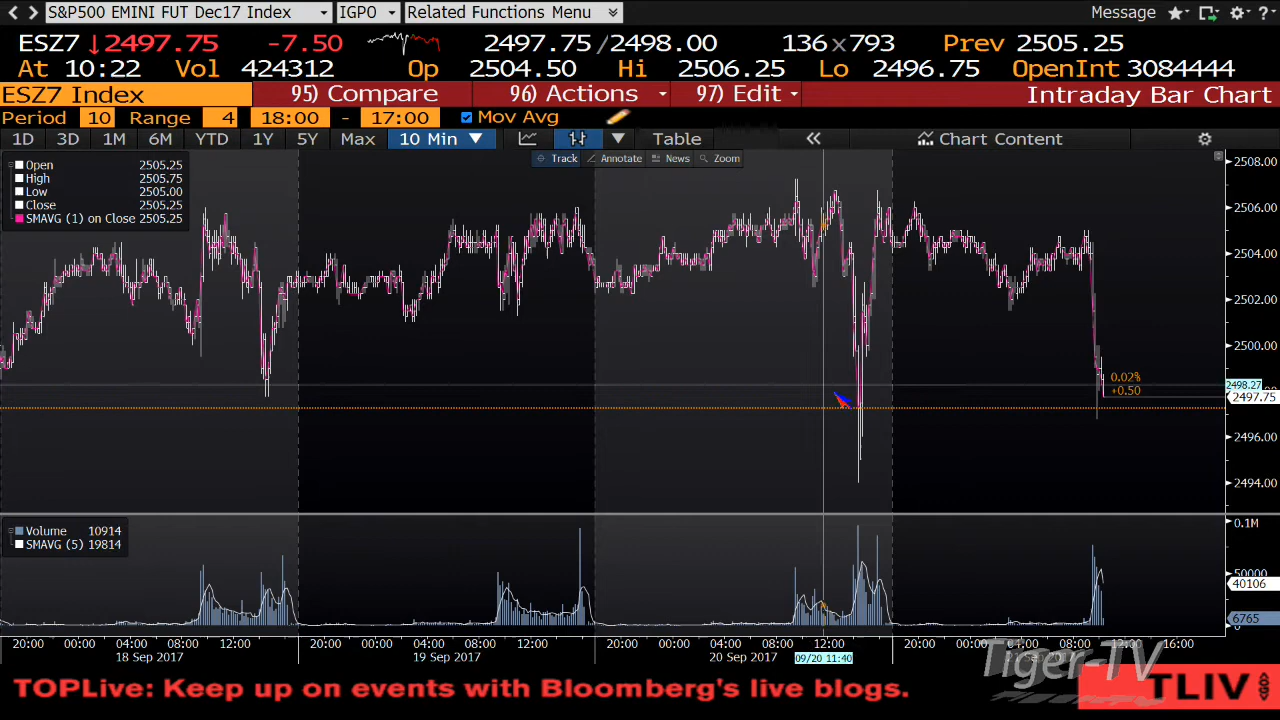 S&P500 EMINI FUT Dec17 Index IGPO Related Functions Menu Message
ESZ7 ↓2497.75 -7.50 2497.75/2498.00 136x793 Prev 2505.25
At 10:22 Vol 424312 Op 2504.50 Hi 2506.25 Lo 2496.75 OpenInt 3084444
ESZ7 Index 95) Compare 96) Actions 97) Edit Intraday Bar Chart
Period 10 Range 4 18:00 - 17:00 Mov Avg
1D 3D 1M 6M YTD 1Y 5Y Max 10 Min ▼ Table « Chart Content
Track Annotate News Zoom
Open 2505.25
High 2505.75
Low 2505.00
Close 2505.25
SMAVG (1) on Close 2505.25
2508.00
2506.00
2504.00
2502.00
2500.00
0.02%
+0.50
2498.27
2497.75
2496.00
2494.00
Volume 10914
SMAVG (5) 19814
0.1M
50000
40106
6765
0
20:00 00:00 04:00 08:00 12:00 20:00 00:00 04:00 08:00 12:00 20:00 00:00 04:00 08:00 12:00 20:00 00:00 04:00 08:00 12:00 16:00
18 Sep 2017 19 Sep 2017 20 Sep 2017 09/20 11:40
Tiger-TV
TOPLive: Keep up on events with Bloomberg's live blogs. TLIV